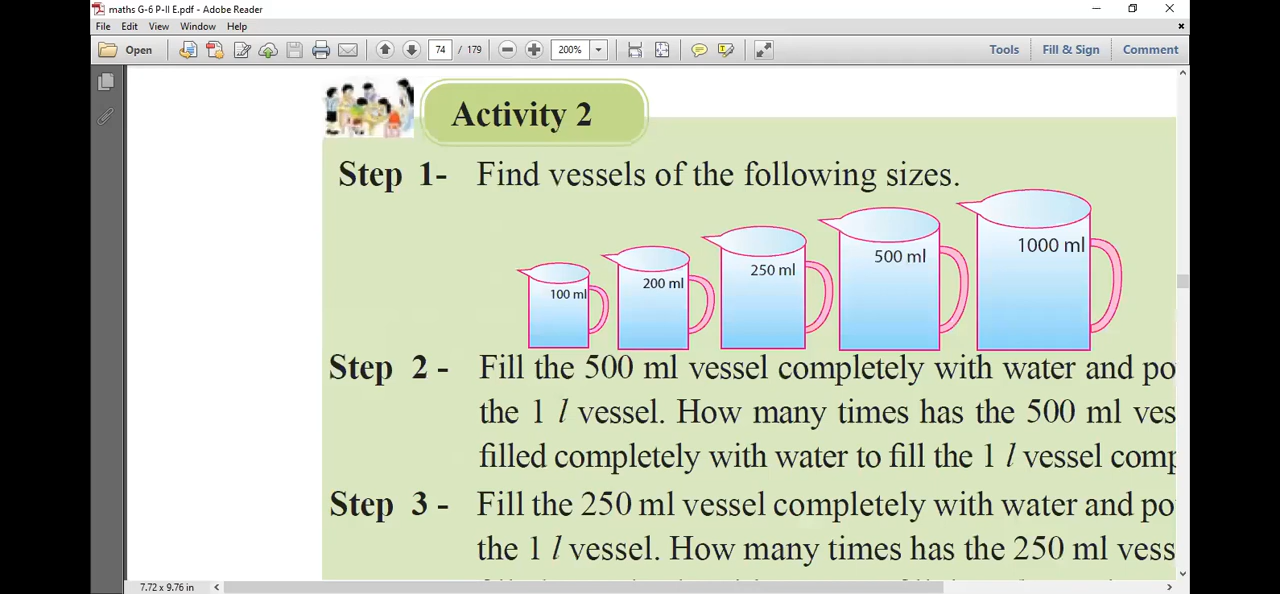 maths G-6 P-II E.pdf - Adobe Reader
File Edit View Window Help
Open 74 / 179 200% Tools Fill & Sign Comment
Activity 2
Step 1- Find vessels of the following sizes.
100 ml 200 ml 250 ml 500 ml 1000 ml
Step 2 - Fill the 500 ml vessel completely with water and po
the 1 l vessel. How many times has the 500 ml ves
filled completely with water to fill the 1 l vessel comp
Step 3 - Fill the 250 ml vessel completely with water and po
the 1 l vessel. How many times has the 250 ml vess
7.72 x 9.76 in